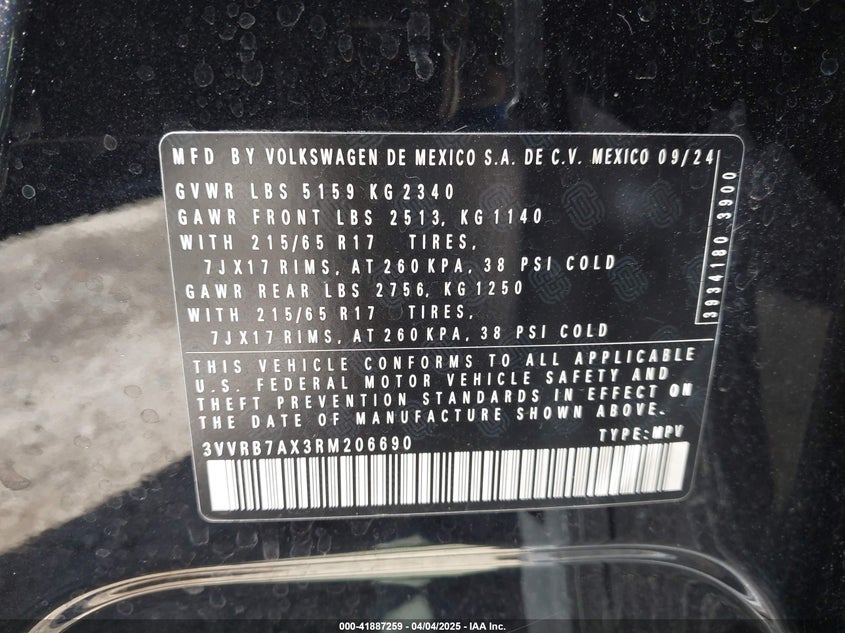 MFD BY VOLKSWAGEN DE MEXICO S.A. DE C.V. MEXICO 09/24
GVWR LBS 5159 KG 2340
GAWR FRONT LBS 2513, KG 1140
WITH 215/65 R17 TIRES,
7JX17 RIMS, AT 260 KPA, 38 PSI COLD
GAWR REAR LBS 2756, KG 1250
WITH 215/65 R17 TIRES,
7JX17 RIMS, AT 260 KPA, 38 PSI COLD
3934180 3900
THIS VEHICLE CONFORMS TO ALL APPLICABLE
U.S. FEDERAL MOTOR VEHICLE SAFETY AND
THEFT PREVENTION STANDARDS IN EFFECT ON
THE DATE OF MANUFACTURE SHOWN ABOVE.
3VVRB7AX3RM206690 TYPE:MPV
000-41887259 - 04/04/2025 - IAA Inc.